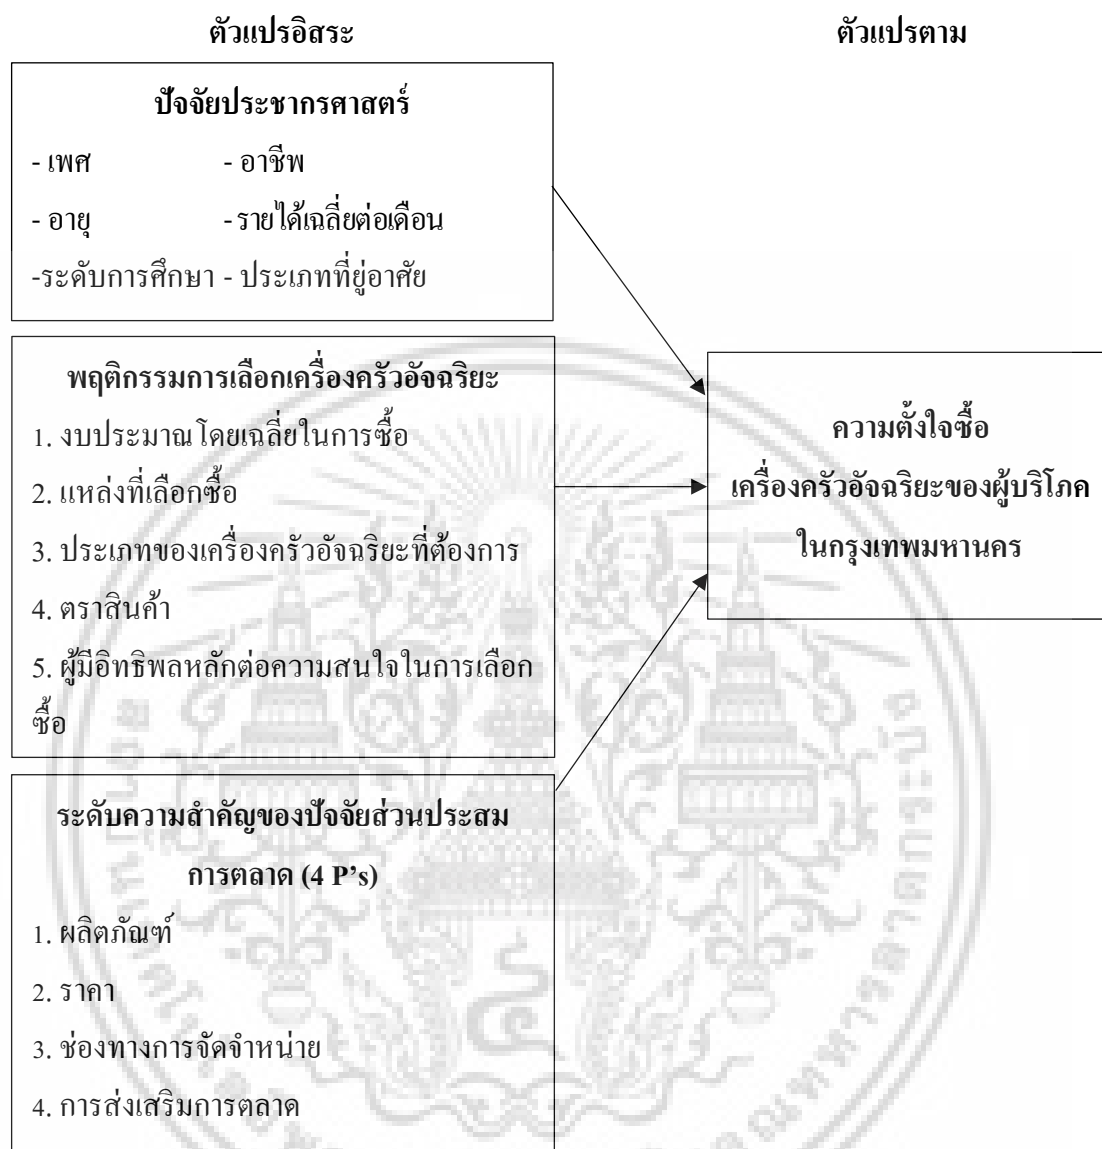 ตัวแปรอิสระ
ตัวแปรตาม
ปัจจัยประชากรศาสตร์
- เพศ - อาชีพ
- อายุ - รายได้เฉลี่ยต่อเดือน
-ระดับการศึกษา - ประเภทที่ยู่อาศัย
พฤติกรรมการเลือกเครื่องครัวอัจฉริยะ
1. งบประมาณโดยเฉลี่ยในการซื้อ
2. แหล่งที่เลือกซื้อ
3. ประเภทของเครื่องครัวอัจฉริยะที่ต้องการ
4. ตราสินค้า
5. ผู้มีอิทธิพลหลักต่อความสนใจในการเลือก
ซื้อ
ระดับความสำคัญของปัจจัยส่วนประสม
การตลาด (4 P’s)
1. ผลิตภัณฑ์
2. ราคา
3. ช่องทางการจัดจำหน่าย
4. การส่งเสริมการตลาด
ความตั้งใจซื้อ
เครื่องครัวอัจฉริยะของผู้บริโภค
ในกรุงเทพมหานคร